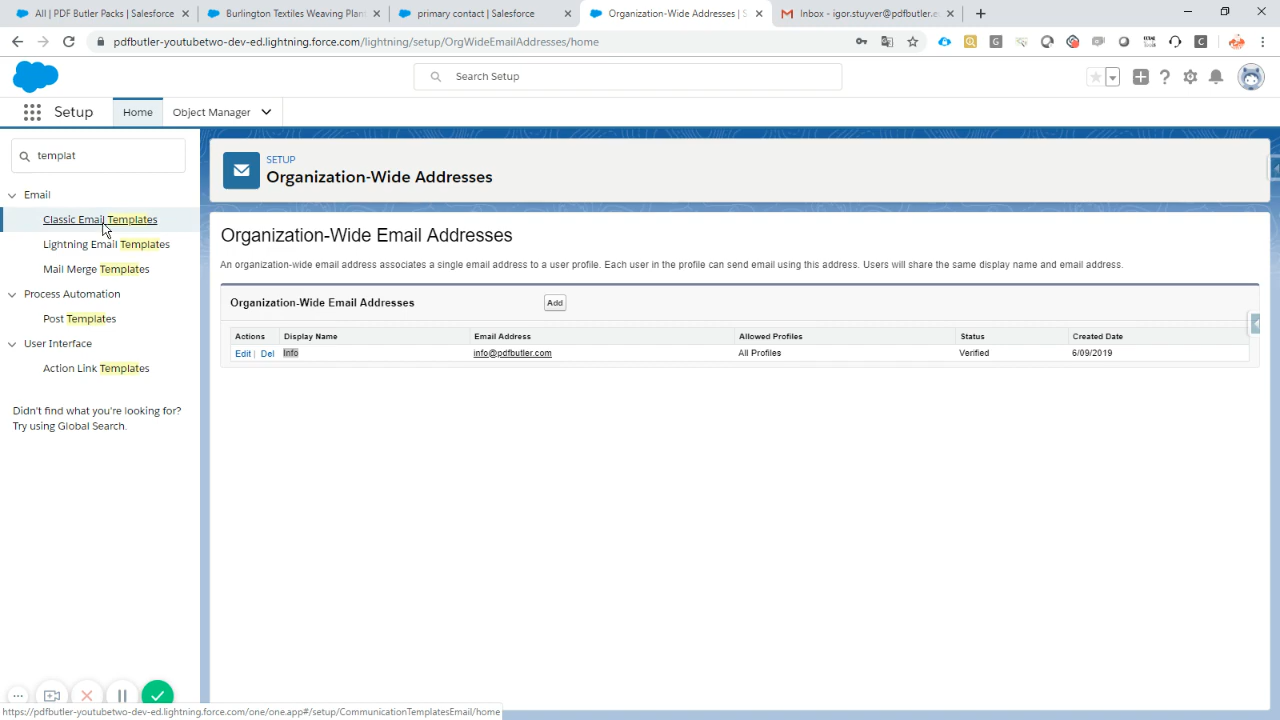 All | PDF Butler Packs | Salesforce
Burlington Textiles Weaving Plan
primary contact | Salesforce
Organization-Wide Addresses | S
Inbox - igor.stuyver@pdfbutler.c
pdfbutler-youtubetwo-dev-ed.lightning.force.com/lightning/setup/OrgWideEmailAddresses/home
Search Setup
Setup
Home
Object Manager
templat
Email
Classic Email Templates
Lightning Email Templates
Mail Merge Templates
Process Automation
Post Templates
User Interface
Action Link Templates
Didn't find what you're looking for?
Try using Global Search.
SETUP
Organization-Wide Addresses
Organization-Wide Email Addresses
An organization-wide email address associates a single email address to a user profile. Each user in the profile can send email using this address. Users will share the same display name and email address.
Organization-Wide Email Addresses
Add
Actions Display Name Email Address Allowed Profiles Status Created Date
Edit | Del Info info@pdfbutler.com All Profiles Verified 6/09/2019
https://pdfbutler-youtubetwo-dev-ed.lightning.force.com/one/one.app#/setup/CommunicationTemplatesEmail/home